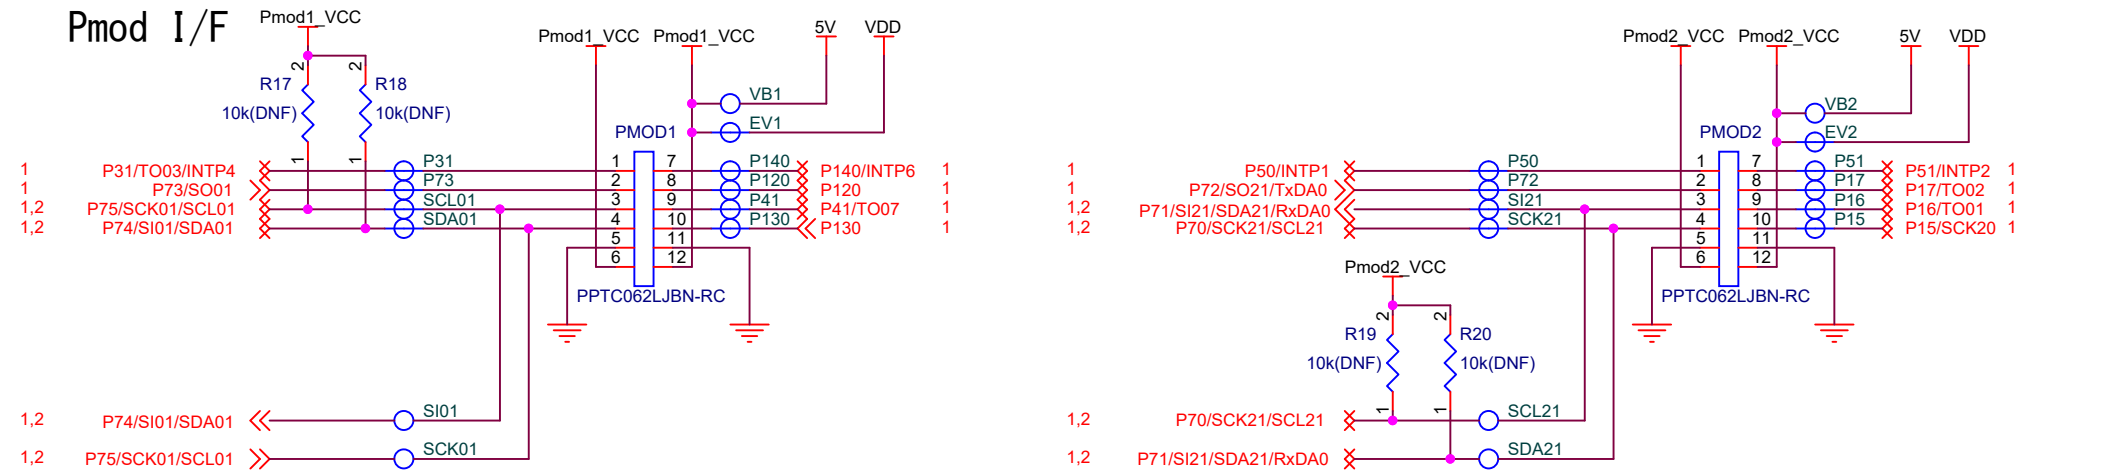 Pmod I/F
Pmod1_VCC
Pmod1_VCC Pmod1_VCC
5V VDD
Pmod2_VCC Pmod2_VCC
5V VDD
2 2
R17 R18
10k(DNF) 10k(DNF)
1 1
VB1
EV1
VB2
EV2
PMOD1
PMOD2
1 P31/TO03/INTP4 P31 1 7 P140 P140/INTP6 1
1 P73/SO01 P73 2 8 P120 P120 1
1,2 P75/SCK01/SCL01 SCL01 3 9 P41 P41/TO07 1
1,2 P74/SI01/SDA01 SDA01 4 10 P130 P130 1
5 11
6 12
PPTC062LJBN-RC
1 P50/INTP1 P50 1 7 P51 P51/INTP2 1
1 P72/SO21/TxDA0 P72 2 8 P17 P17/TO02 1
1,2 P71/SI21/SDA21/RxDA0 SI21 3 9 P16 P16/TO01 1
1,2 P70/SCK21/SCL21 SCK21 4 10 P15 P15/SCK20 1
5 11
6 12
PPTC062LJBN-RC
Pmod2_VCC
2 2
R19 R20
10k(DNF) 10k(DNF)
1 1
1,2 P74/SI01/SDA01 SI01
1,2 P75/SCK01/SCL01 SCK01
1,2 P70/SCK21/SCL21 SCL21
1,2 P71/SI21/SDA21/RxDA0 SDA21